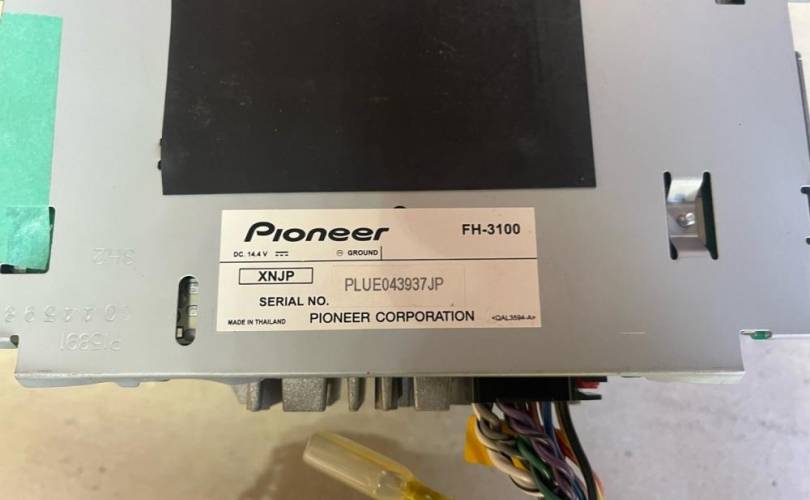 Pioneer
FH-3100
DC. 14.4 V ⎓ ⊖ GROUND
XNJP
SERIAL NO. PLUE043937JP
MADE IN THAILAND PIONEER CORPORATION <QAL3594-A>